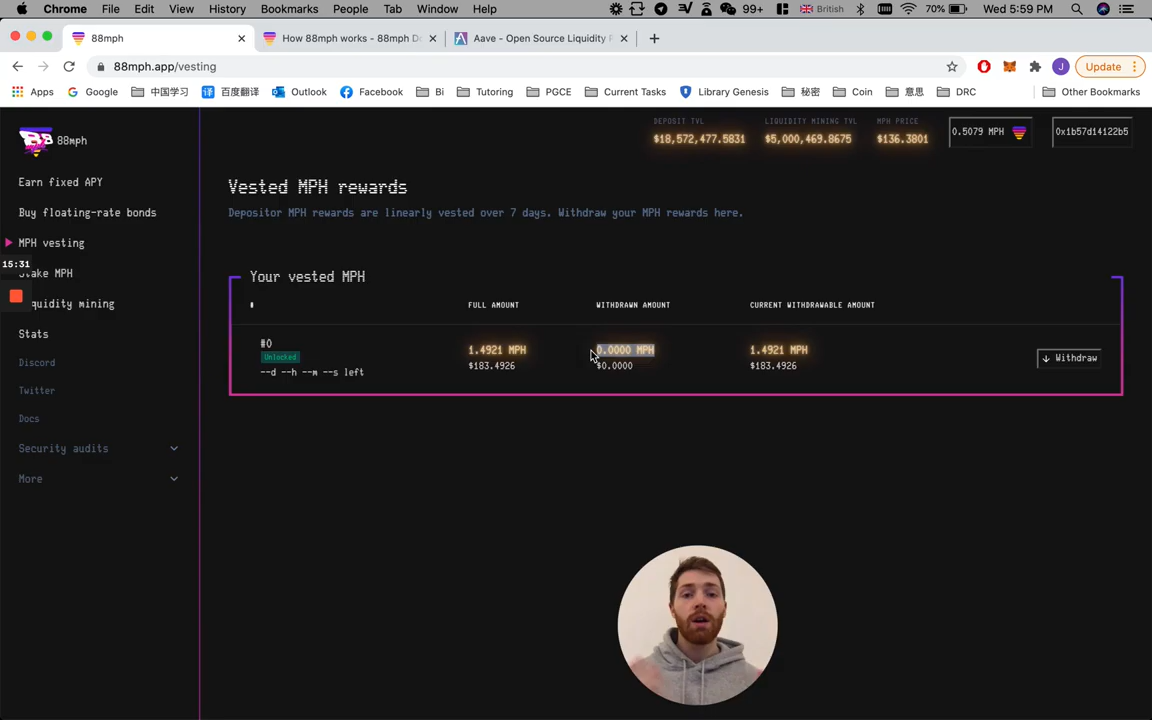 Chrome File Edit View History Bookmarks People Tab Window Help 99+ British 70% Wed 5:59 PM
88mph How 88mph works - 88mph D Aave - Open Source Liquidity
88mph.app/vesting J Update
Apps Google 中国学习 译 百度翻译 Outlook Facebook Bi Tutoring PGCE Current Tasks Library Genesis 秘密 Coin 意思 DRC Other Bookmarks
88mph
DEPOSIT TVL LIQUIDITY MINING TVL MPH PRICE
$18,572,477.5831 $5,000,469.8675 $136.3801 0.5079 MPH 0x1b57d14122b5
Earn fixed APY
Buy floating-rate bonds
MPH vesting
15:31
Stake MPH
quidity mining
Stats
Discord
Twitter
Docs
Security audits
More
Vested MPH rewards
Depositor MPH rewards are linearly vested over 7 days. Withdraw your MPH rewards here.
Your vested MPH
# FULL AMOUNT WITHDRAWN AMOUNT CURRENT WITHDRAWABLE AMOUNT
#0 1.4921 MPH 0.0000 MPH 1.4921 MPH
Unlocked $183.4926 $0.0000 $183.4926 Withdraw
--d --h --m --s left